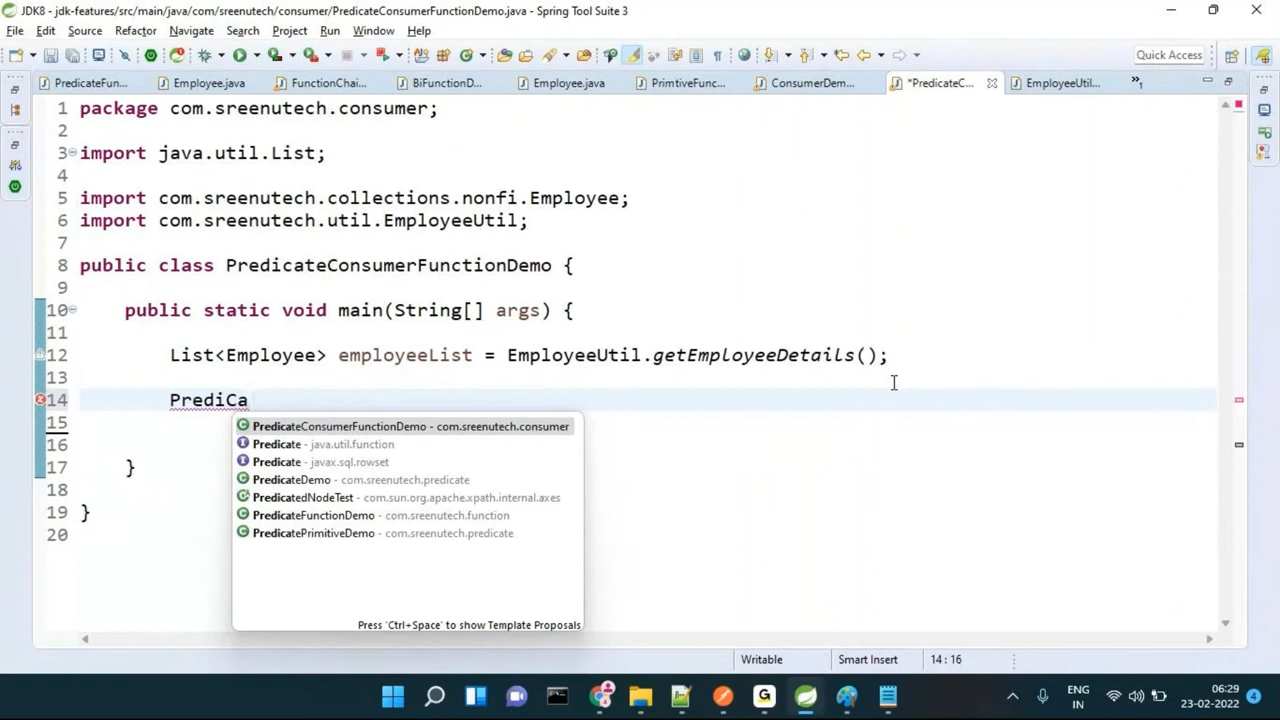 JDK8 - jdk-features/src/main/java/com/sreenutech/consumer/PredicateConsumerFunctionDemo.java - Spring Tool Suite 3
File Edit Source Refactor Navigate Search Project Run Window Help
Quick Access
PredicateFun... Employee.java FunctionChai... BiFunctionD... Employee.java PrimtiveFunc... ConsumerDem... *PredicateC... EmployeeUtil... »1
1 package com.sreenutech.consumer;
2
3 import java.util.List;
4
5 import com.sreenutech.collections.nonfi.Employee;
6 import com.sreenutech.util.EmployeeUtil;
7
8 public class PredicateConsumerFunctionDemo {
9
10 public static void main(String[] args) {
11
12 List<Employee> employeeList = EmployeeUtil.getEmployeeDetails();
13
14 PrediCa
15
16
17 }
18
19 }
20
PredicateConsumerFunctionDemo - com.sreenutech.consumer
Predicate - java.util.function
Predicate - javax.sql.rowset
PredicateDemo - com.sreenutech.predicate
PredicatedNodeTest - com.sun.org.apache.xpath.internal.axes
PredicateFunctionDemo - com.sreenutech.function
PredicatePrimitiveDemo - com.sreenutech.predicate
Press 'Ctrl+Space' to show Template Proposals
Writable Smart Insert 14 : 16
ENG
IN
06:29
23-02-2022
4